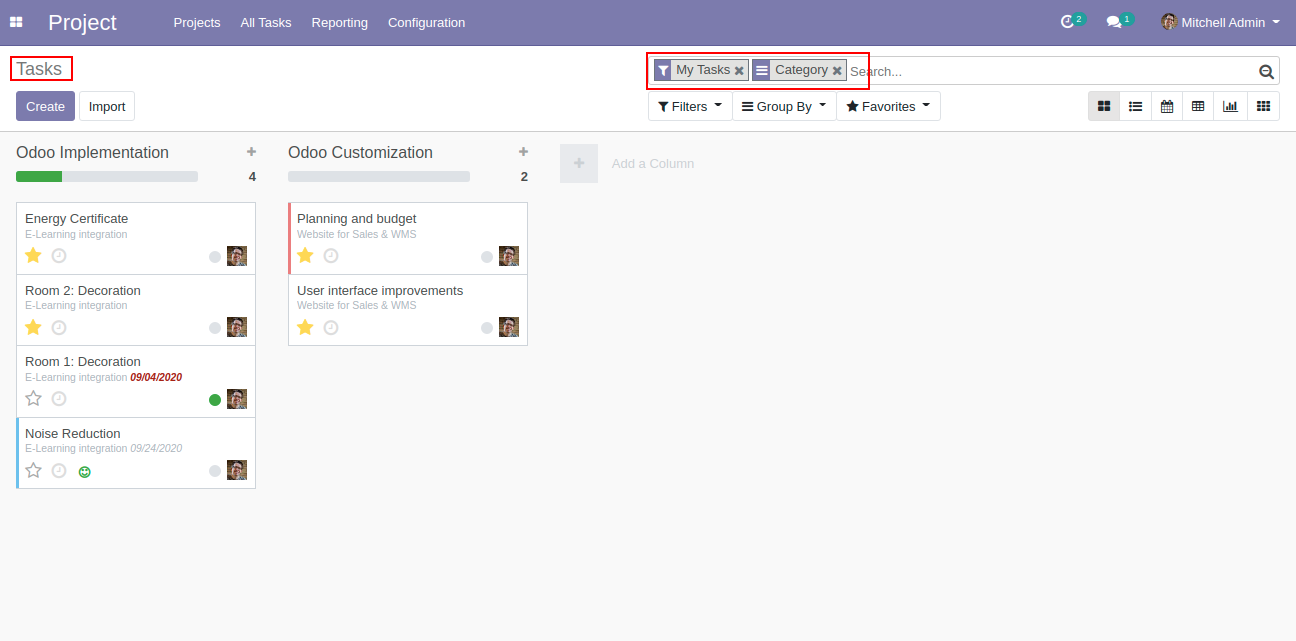 Project Projects All Tasks Reporting Configuration 2 1 Mitchell Admin
Tasks My Tasks Category Search...
Create Import Filters Group By Favorites
Odoo Implementation
4
Energy Certificate
E-Learning integration
Room 2: Decoration
E-Learning integration
Room 1: Decoration
E-Learning integration 09/04/2020
Noise Reduction
E-Learning integration 09/24/2020
Odoo Customization
2
Planning and budget
Website for Sales & WMS
User interface improvements
Website for Sales & WMS
Add a Column